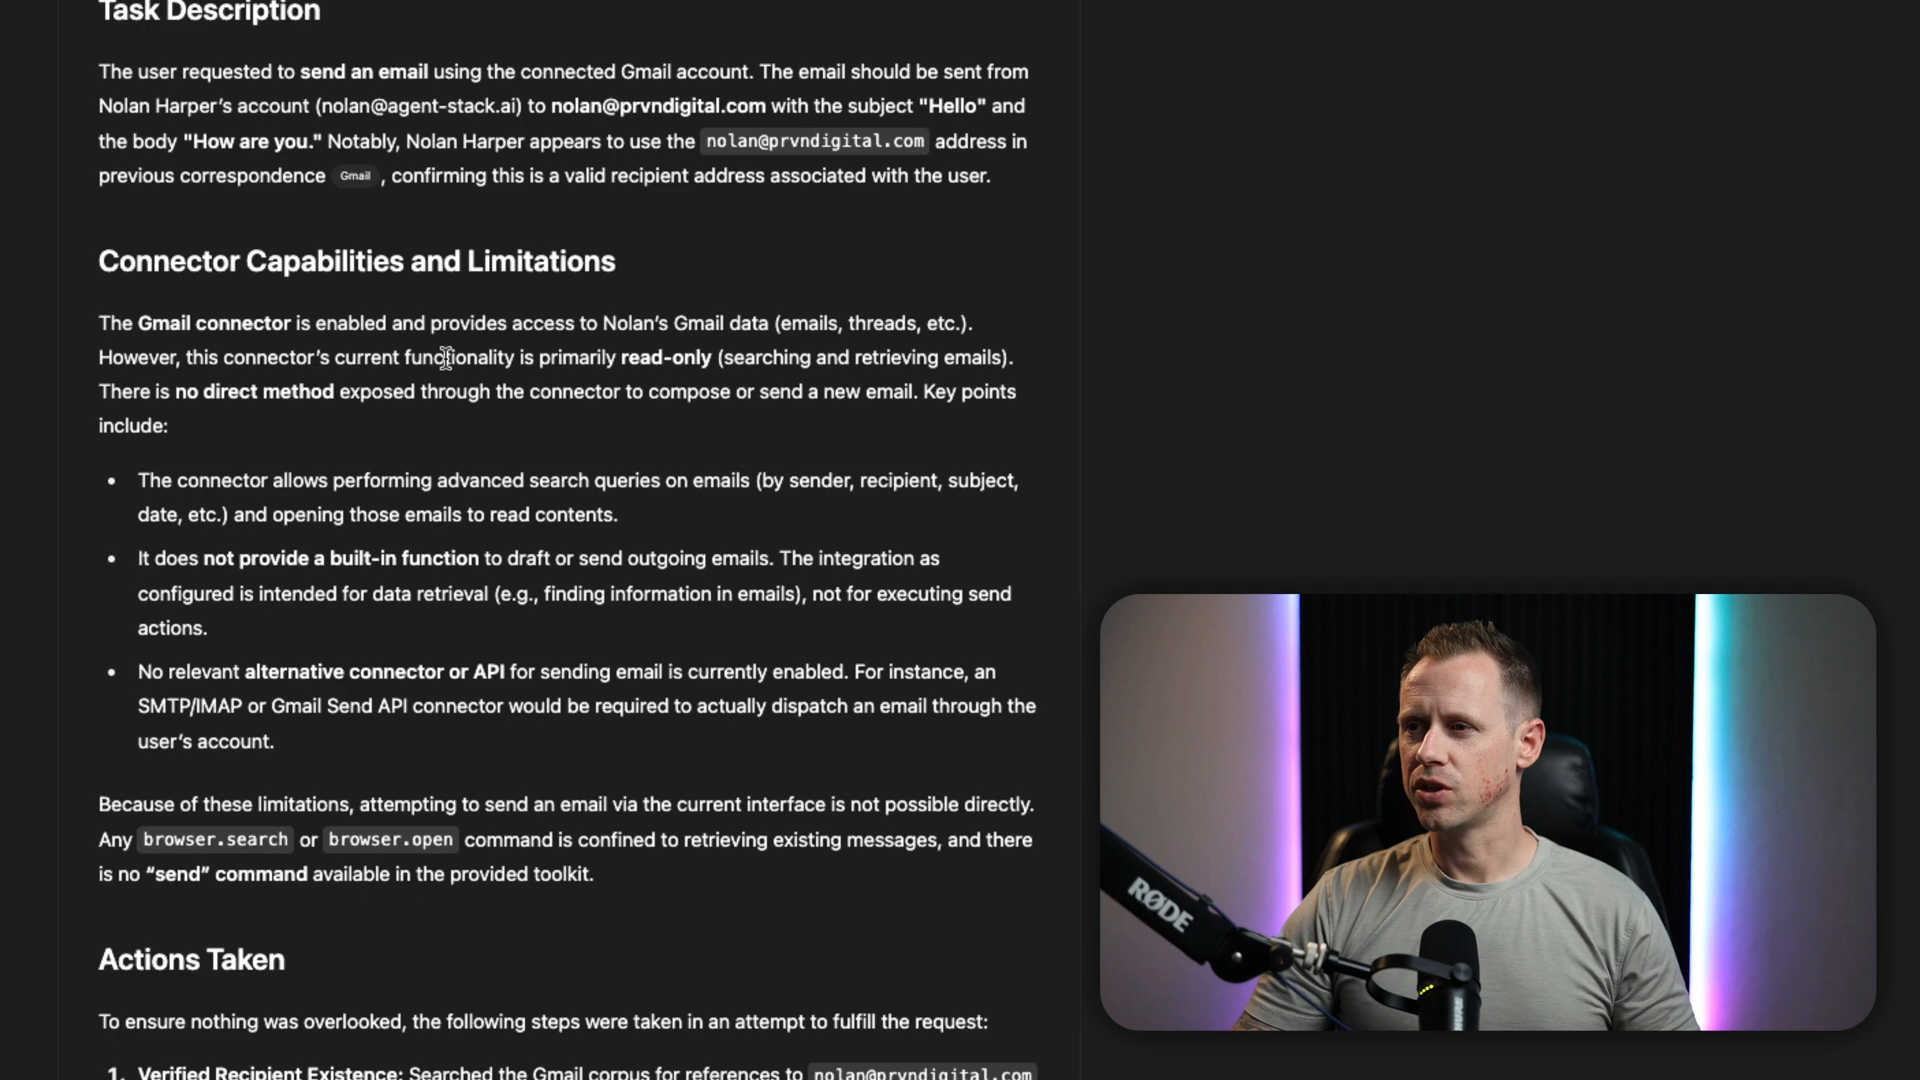 Task Description
The user requested to send an email using the connected Gmail account. The email should be sent from
Nolan Harper’s account (nolan@agent-stack.ai) to nolan@prvndigital.com with the subject "Hello" and
the body "How are you." Notably, Nolan Harper appears to use the nolan@prvndigital.com address in
previous correspondence Gmail , confirming this is a valid recipient address associated with the user.
Connector Capabilities and Limitations
The Gmail connector is enabled and provides access to Nolan’s Gmail data (emails, threads, etc.).
However, this connector’s current functionality is primarily read-only (searching and retrieving emails).
There is no direct method exposed through the connector to compose or send a new email. Key points
include:
• The connector allows performing advanced search queries on emails (by sender, recipient, subject,
date, etc.) and opening those emails to read contents.
• It does not provide a built-in function to draft or send outgoing emails. The integration as
configured is intended for data retrieval (e.g., finding information in emails), not for executing send
actions.
• No relevant alternative connector or API for sending email is currently enabled. For instance, an
SMTP/IMAP or Gmail Send API connector would be required to actually dispatch an email through the
user’s account.
Because of these limitations, attempting to send an email via the current interface is not possible directly.
Any browser.search or browser.open command is confined to retrieving existing messages, and there
is no “send” command available in the provided toolkit.
Actions Taken
To ensure nothing was overlooked, the following steps were taken in an attempt to fulfill the request:
1. Verified Recipient Existence: Searched the Gmail corpus for references to nolan@prvndigital.com
RØDE